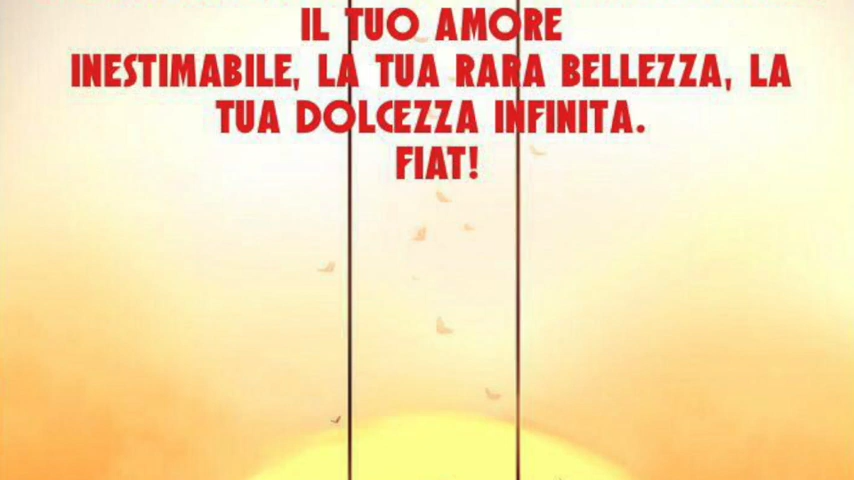 IL TUO AMORE
INESTIMABILE, LA TUA RARA BELLEZZA, LA
TUA DOLCEZZA INFINITA.
FIAT!